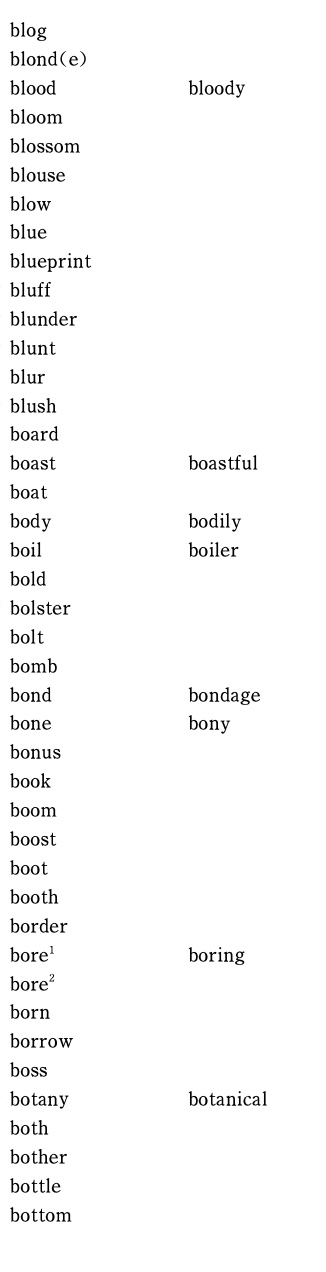 blog
blond(e)
blood bloody
bloom
blossom
blouse
blow
blue
blueprint
bluff
blunder
blunt
blur
blush
board
boast boastful
boat
body bodily
boil boiler
bold
bolster
bolt
bomb
bond bondage
bone bony
bonus
book
boom
boost
boot
booth
border
bore¹ boring
bore²
born
borrow
boss
botany botanical
both
bother
bottle
bottom